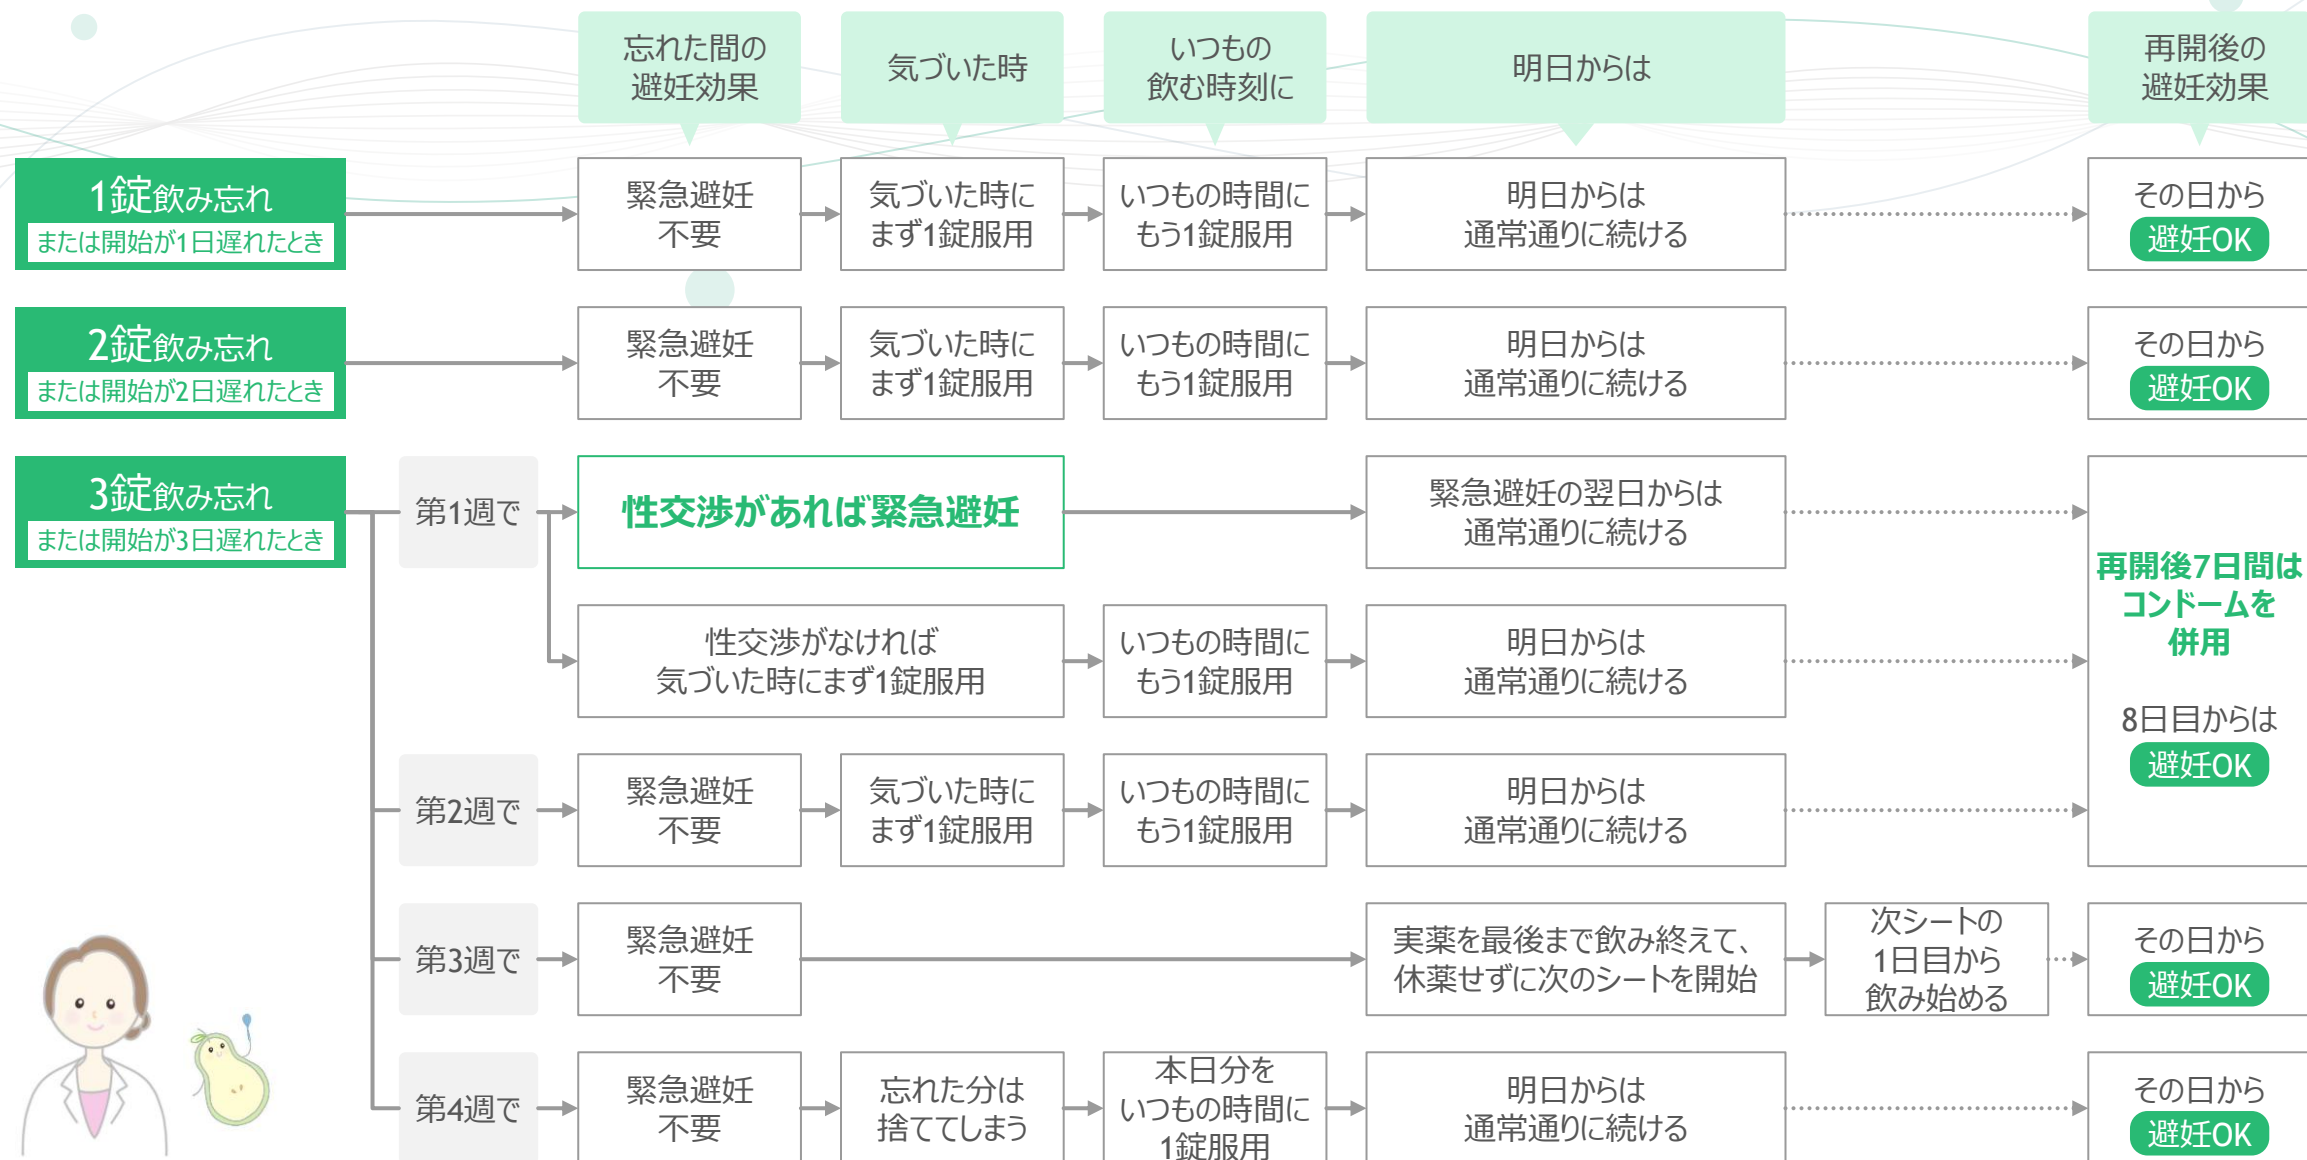 忘れた間の
避妊効果
気づいた時
いつもの
飲む時刻に
明日からは
再開後の
避妊効果
1錠飲み忘れ
または開始が1日遅れたとき
緊急避妊
不要
気づいた時に
まず1錠服用
いつもの時間に
もう1錠服用
明日からは
通常通りに続ける
その日から
避妊OK
2錠飲み忘れ
または開始が2日遅れたとき
緊急避妊
不要
気づいた時に
まず1錠服用
いつもの時間に
もう1錠服用
明日からは
通常通りに続ける
その日から
避妊OK
3錠飲み忘れ
または開始が3日遅れたとき
第1週で
性交渉があれば緊急避妊
緊急避妊の翌日からは
通常通りに続ける
性交渉がなければ
気づいた時にまず1錠服用
いつもの時間に
もう1錠服用
明日からは
通常通りに続ける
再開後7日間は
コンドームを
併用
8日目からは
避妊OK
第2週で
緊急避妊
不要
気づいた時に
まず1錠服用
いつもの時間に
もう1錠服用
明日からは
通常通りに続ける
第3週で
緊急避妊
不要
実薬を最後まで飲み終えて、
休薬せずに次のシートを開始
次シートの
1日目から
飲み始める
その日から
避妊OK
第4週で
緊急避妊
不要
忘れた分は
捨ててしまう
本日分を
いつもの時間に
1錠服用
明日からは
通常通りに続ける
その日から
避妊OK